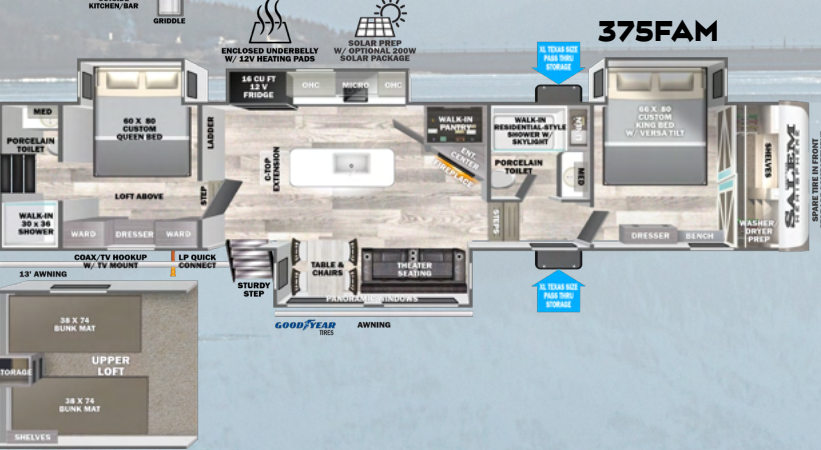 KITCHEN/BAR
GRIDDLE
ENCLOSED UNDERBELLY
W/ 12V HEATING PADS
SOLAR PREP
W/ OPTIONAL 200W
SOLAR PACKAGE
375FAM
XL TEXAS SIZE
PASS THRU
STORAGE
MED
PORCELAIN
TOILET
60 X 80
CUSTOM
QUEEN BED
LADDER
16 CU FT
12 V
FRIDGE
OHC
MICRO
OHC
C-TOP
EXTENSION
WALK-IN
PANTRY
ENT.
CENTER
FIREPLACE
WALK-IN
RESIDENTIAL-STYLE
SHOWER W/
SKYLIGHT
PORCELAIN
TOILET
MED
66 X 80
CUSTOM
KING BED
W/ VERSA TILT
SHELVES
SALEM
HEMISPHERE
SPARE TIRE IN FRONT
LOFT ABOVE
STEP
STEPS
WALK-IN
30 x 36
SHOWER
WARD
DRESSER
WARD
DRESSER
BENCH
WASHER/
DRYER
PREP
COAX/TV HOOKUP
W/ TV MOUNT
LP QUICK
CONNECT
13' AWNING
STURDY
STEP
TABLE &
CHAIRS
THEATER
SEATING
PANORAMIC WINDOWS
GOODYEAR
TIRES
AWNING
XL TEXAS SIZE
PASS THRU
STORAGE
38 X 74
BUNK MAT
UPPER
LOFT
TORAGE
38 X 74
BUNK MAT
SHELVES